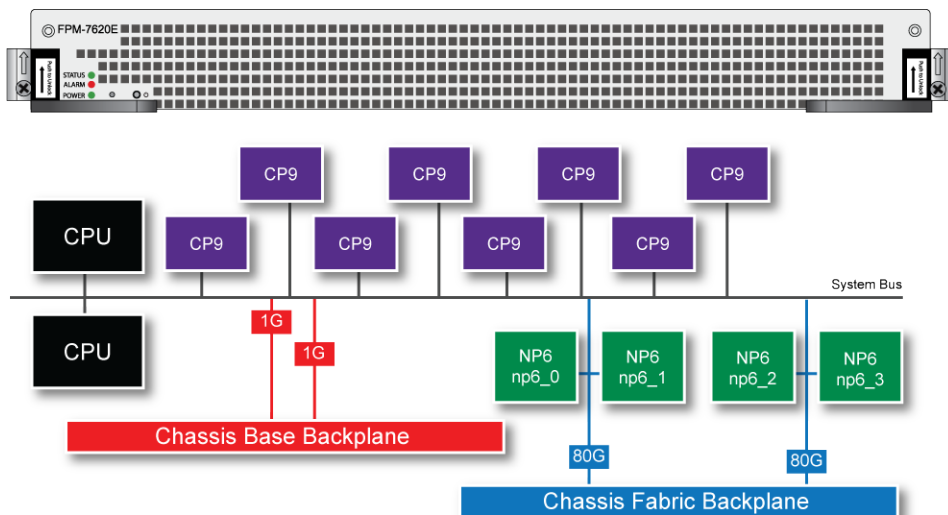 FPM-7620E
STATUS
ALARM
POWER
Push to Unlock
Push to Unlock
CP9
CP9
CP9
CP9
CPU
CP9
CP9
CP9
CP9
System Bus
CPU
1G
1G
NP6
np6_0
NP6
np6_1
NP6
np6_2
NP6
np6_3
Chassis Base Backplane
80G
80G
Chassis Fabric Backplane